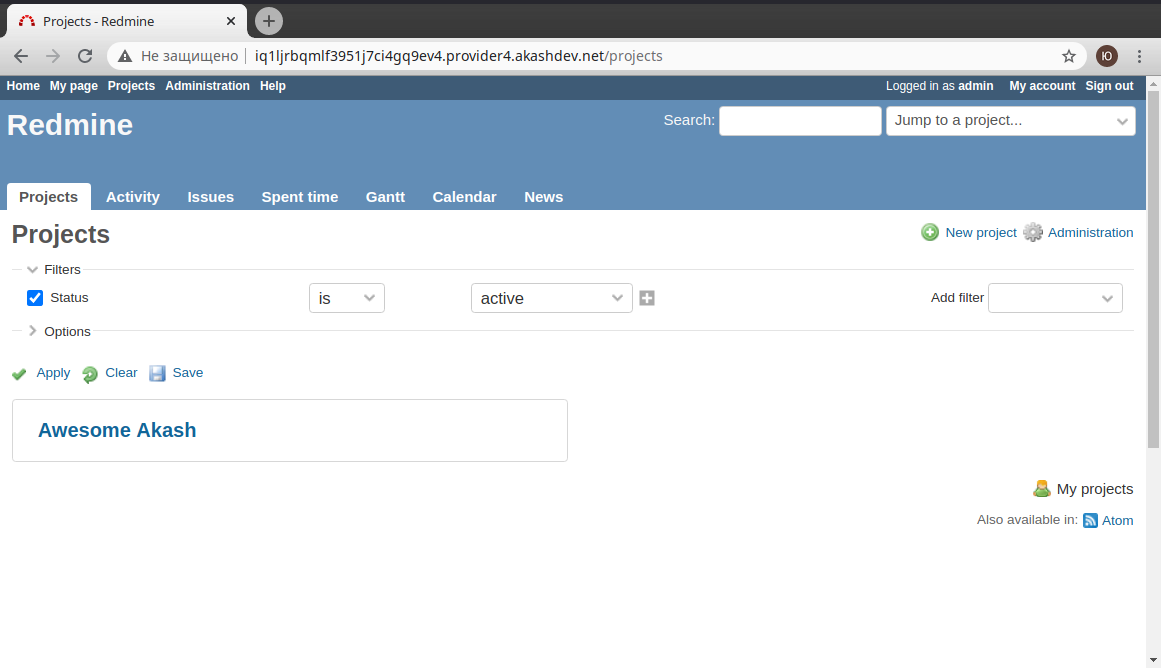 Projects - Redmine
Не защищено iq1ljrbqmlf3951j7ci4gq9ev4.provider4.akashdev.net/projects Ю
Home My page Projects Administration Help Logged in as admin My account Sign out
Redmine Search: Jump to a project...
Projects Activity Issues Spent time Gantt Calendar News
Projects New project Administration
Filters
Status is active Add filter
Options
Apply Clear Save
Awesome Akash
My projects
Also available in: Atom